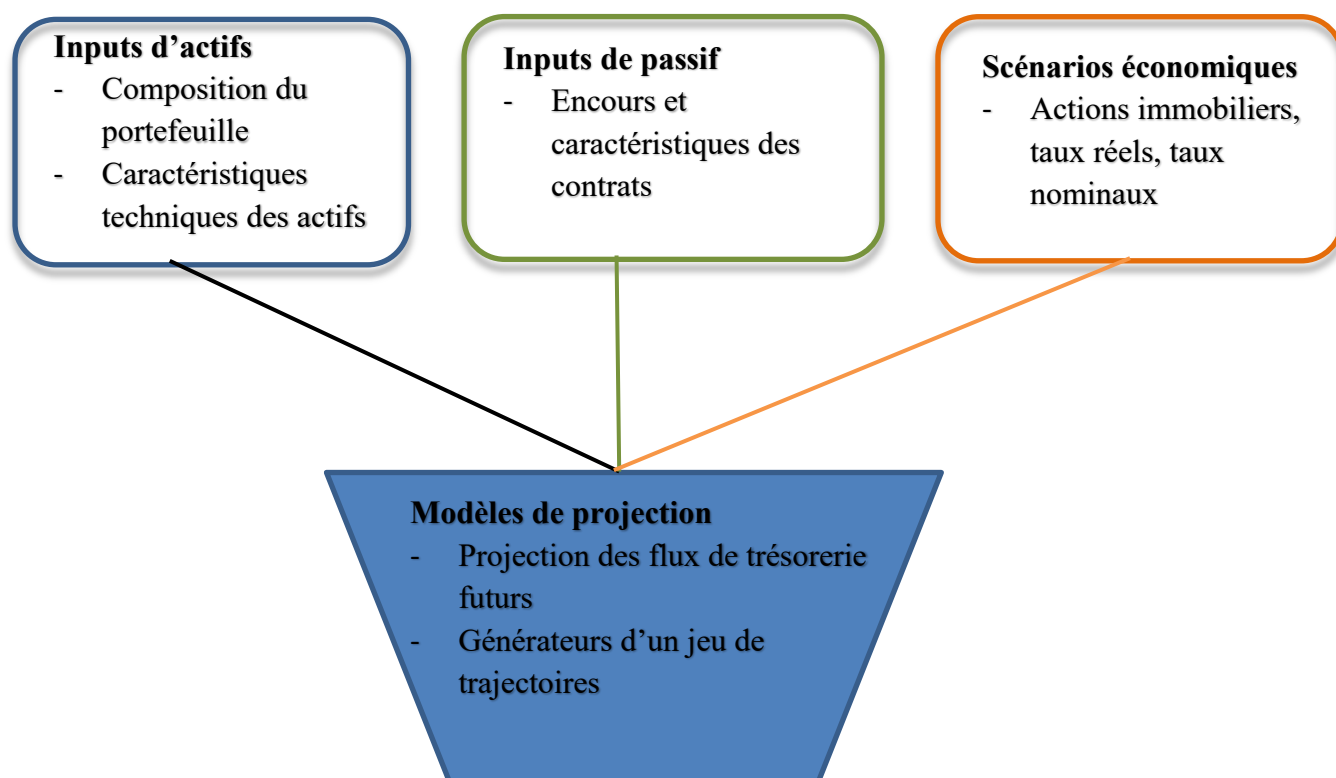 Inputs d’actifs
- Composition du
portefeuille
- Caractéristiques
techniques des actifs
Inputs de passif
- Encours et
caractéristiques des
contrats
Scénarios économiques
- Actions immobiliers,
taux réels, taux
nominaux
Modèles de projection
- Projection des flux de trésorerie
futurs
- Générateurs d’un jeu de
trajectoires